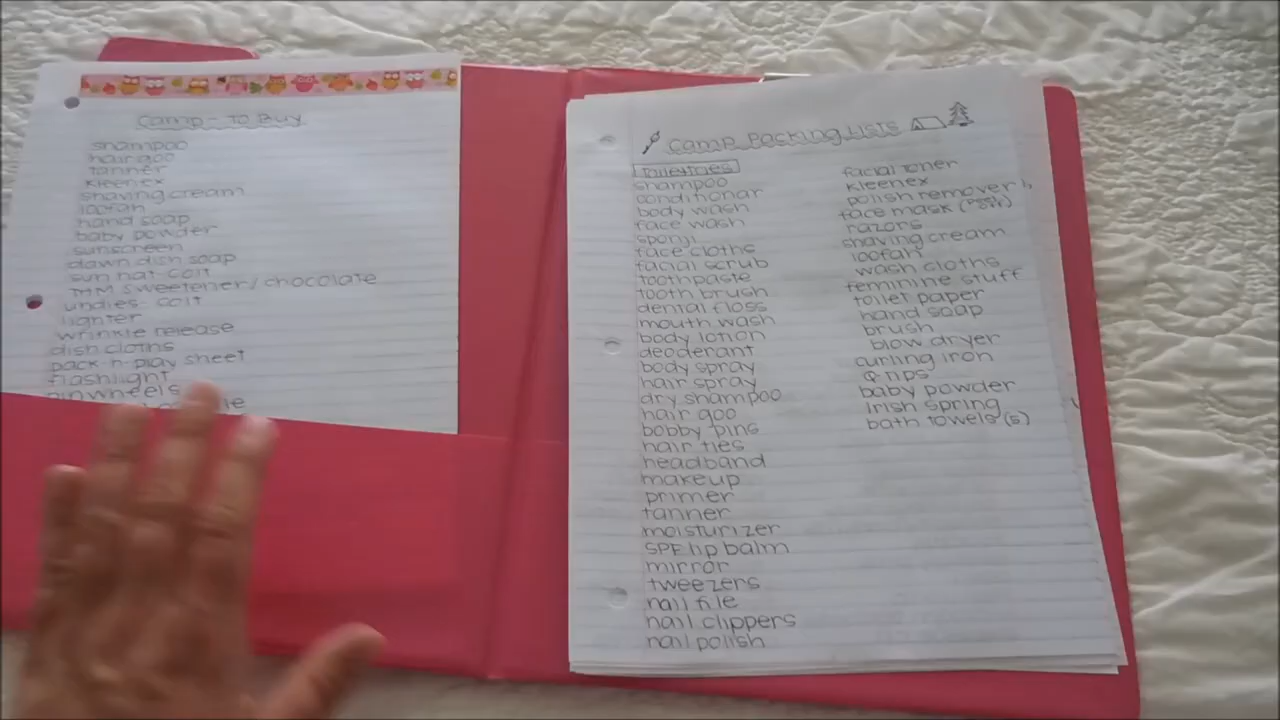 Camp - To Buy
shampoo
hair goo
tanner
kleenex
shaving cream
loofah
hand soap
baby powder
sunscreen
dawn dish soap
sun hat - colt
THM sweetener / chocolate
undies - colt
lighter
wrinkle release
dish cloths
pack-n-play sheet
flashlight
pinwheels
Camp Packing Lists
Toiletries
shampoo
conditionar
body wash
face wash
sponji
face cloths
facial scrub
toothpaste
tooth brush
dental floss
mouth wash
body lotion
deoderant
body spray
hair spray
dry shampoo
hair goo
bobby pins
hair ties
headband
makeup
primer
tanner
moisturizer
SPF lip balm
mirror
tweezers
nail file
nail clippers
nail polish
facial toner
kleenex
polish remover
face mask
razors
shaving cream
loofah
wash cloths
feminine stuff
toilet paper
hand soap
brush
blow dryer
curling iron
Q tips
baby powder
Irish Spring
bath towels (5)